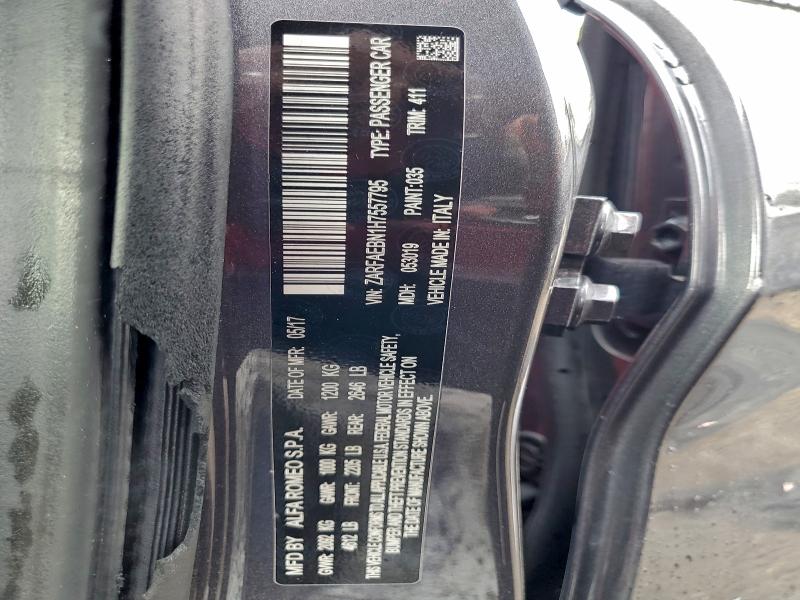 MFD BY ALFA ROMEO S.P.A. DATE OF MFR: 05/17
GVWR: 2082 KG GAWR: 1000 KG GAWR: 1200 KG
4012 LB FRONT: 2205 LB REAR: 2646 LB
THIS VEHICLE CONFORMS TO ALL APPLICABLE U.S.A. FEDERAL MOTOR VEHICLE SAFETY,
BUMPER AND THEFT PREVENTION STANDARDS IN EFFECT ON
THE DATE OF MANUFACTURE SHOWN ABOVE.
VIN: ZARFAEBN1H7557795 TYPE: PASSENGER CAR
MDH: 053019 PAINT:035 TRIM: 411
VEHICLE MADE IN: ITALY